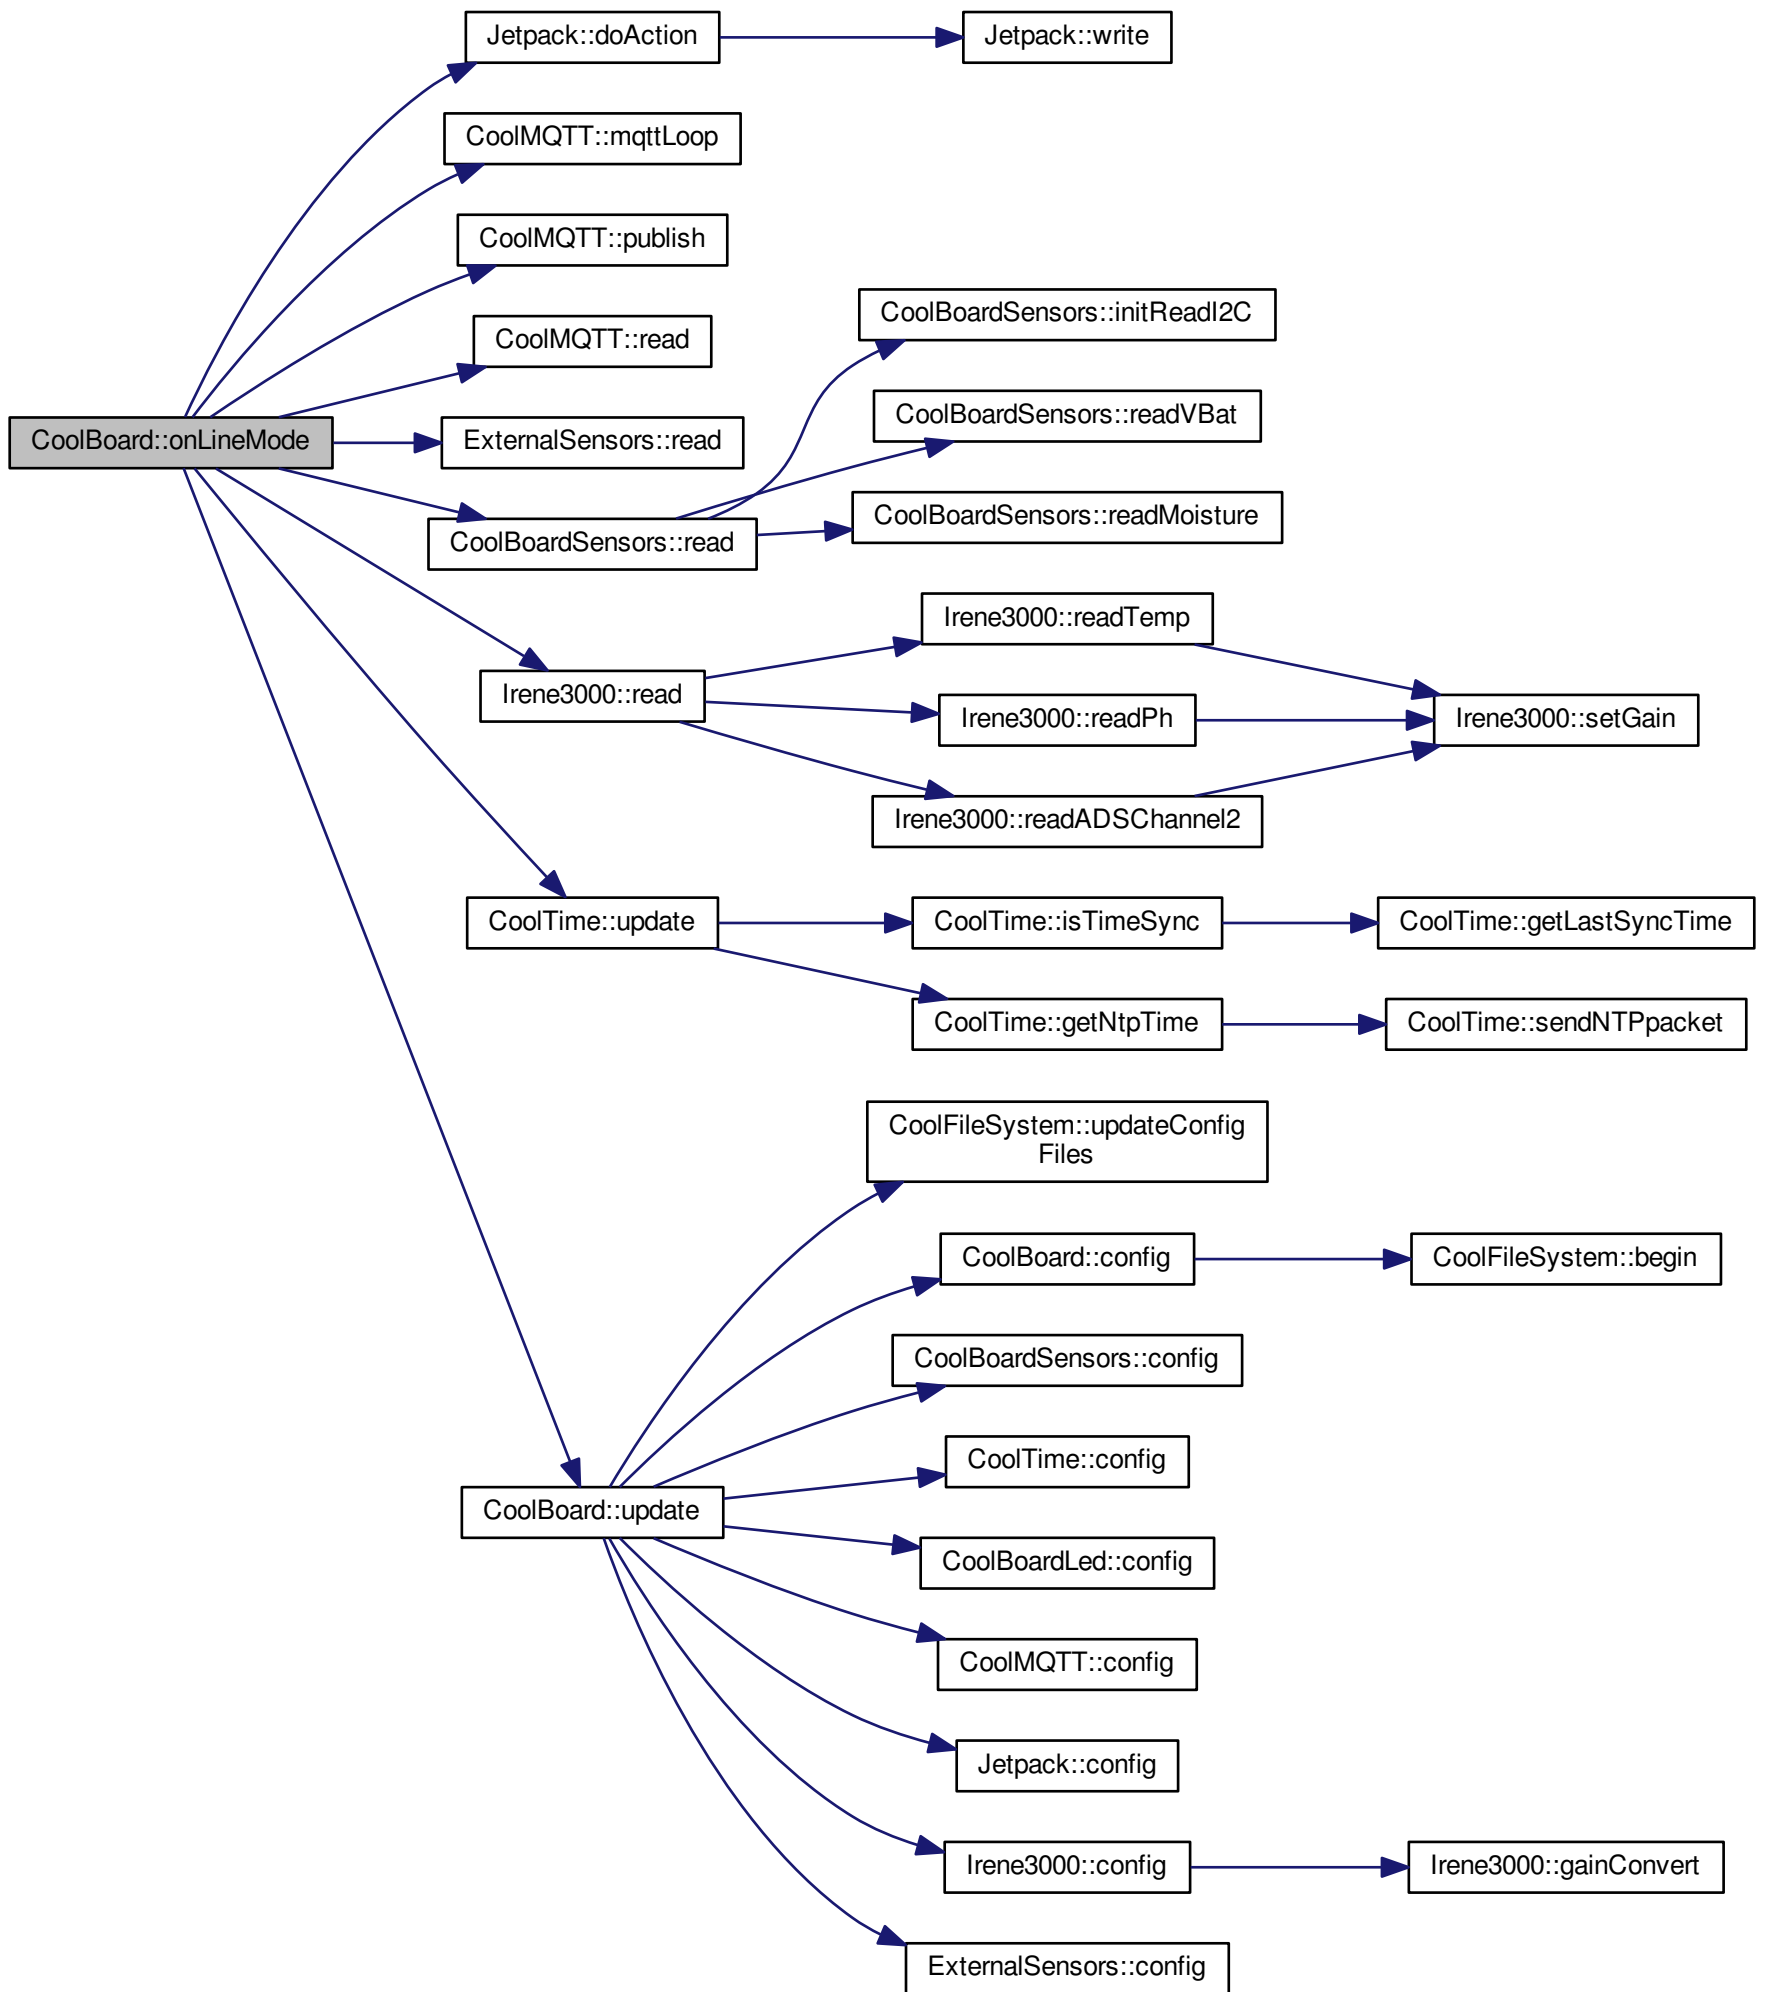 Jetpack::doAction
Jetpack::write
CoolMQTT::mqttLoop
CoolMQTT::publish
CoolBoardSensors::initReadI2C
CoolMQTT::read
CoolBoardSensors::readVBat
CoolBoard::onLineMode
ExternalSensors::read
CoolBoardSensors::readMoisture
CoolBoardSensors::read
Irene3000::readTemp
Irene3000::read
Irene3000::readPh
Irene3000::setGain
Irene3000::readADSChannel2
CoolTime::update
CoolTime::isTimeSync
CoolTime::getLastSyncTime
CoolTime::getNtpTime
CoolTime::sendNTPpacket
CoolFileSystem::updateConfig
Files
CoolBoard::config
CoolFileSystem::begin
CoolBoardSensors::config
CoolTime::config
CoolBoard::update
CoolBoardLed::config
CoolMQTT::config
Jetpack::config
Irene3000::config
Irene3000::gainConvert
ExternalSensors::config